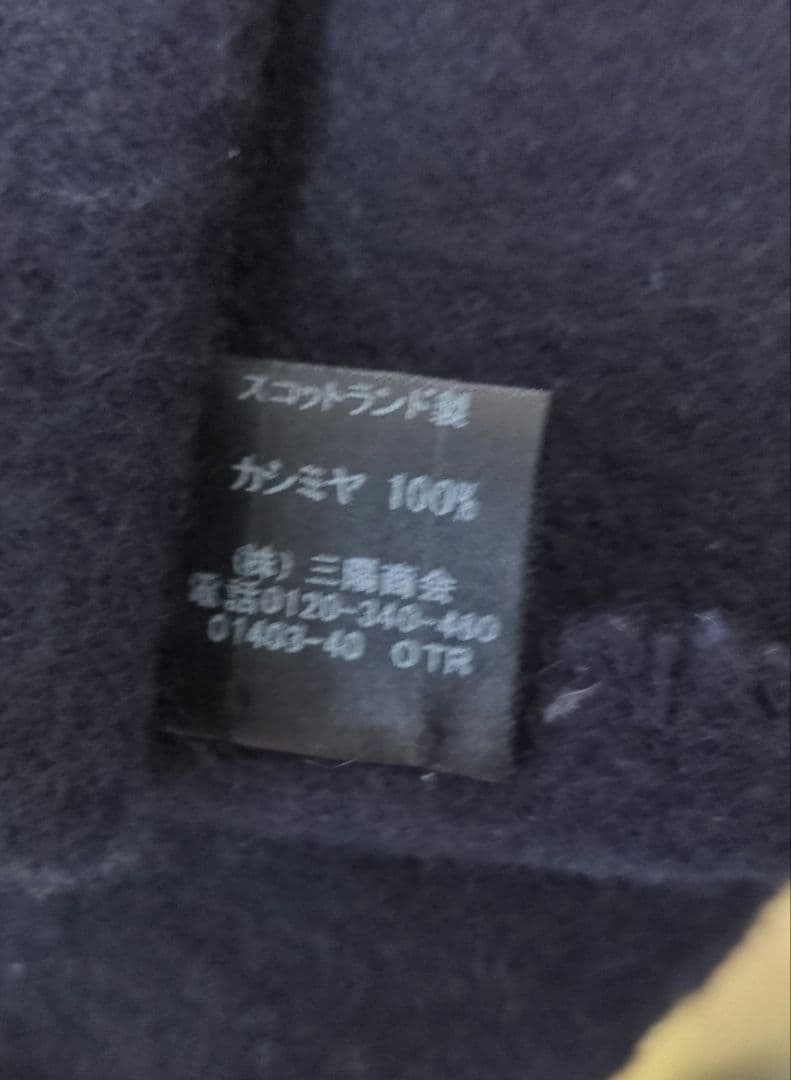 スコットランド製
カシミヤ 100%
(株) 三陽商会
電話0120-340-460
01403-40 OTR